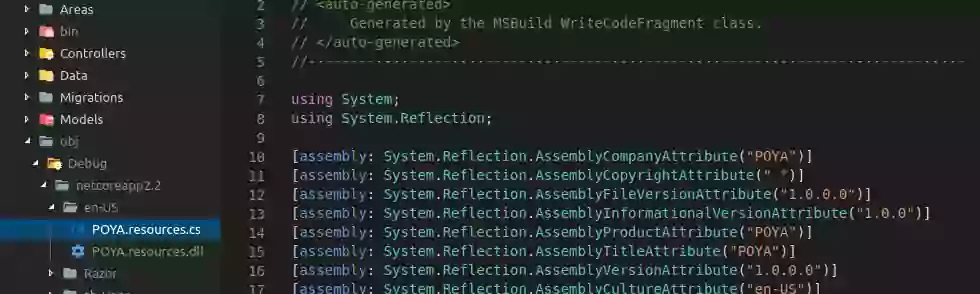 Areas
bin
Controllers
Data
Migrations
Models
obj
Debug
netcoreapp2.2
en-US
POYA.resources.cs
POYA.resources.dll
Razor
2 // <auto-generated>
3 //     Generated by the MSBuild WriteCodeFragment class.
4 // </auto-generated>
5 //------------------------------------------------------------------------------
6
7 using System;
8 using System.Reflection;
9
10 [assembly: System.Reflection.AssemblyCompanyAttribute("POYA")]
11 [assembly: System.Reflection.AssemblyCopyrightAttribute(" ")]
12 [assembly: System.Reflection.AssemblyFileVersionAttribute("1.0.0.0")]
13 [assembly: System.Reflection.AssemblyInformationalVersionAttribute("1.0.0")]
14 [assembly: System.Reflection.AssemblyProductAttribute("POYA")]
15 [assembly: System.Reflection.AssemblyTitleAttribute("POYA")]
16 [assembly: System.Reflection.AssemblyVersionAttribute("1.0.0.0")]
17 [assembly: System.Reflection.AssemblyCultureAttribute("en-US")]